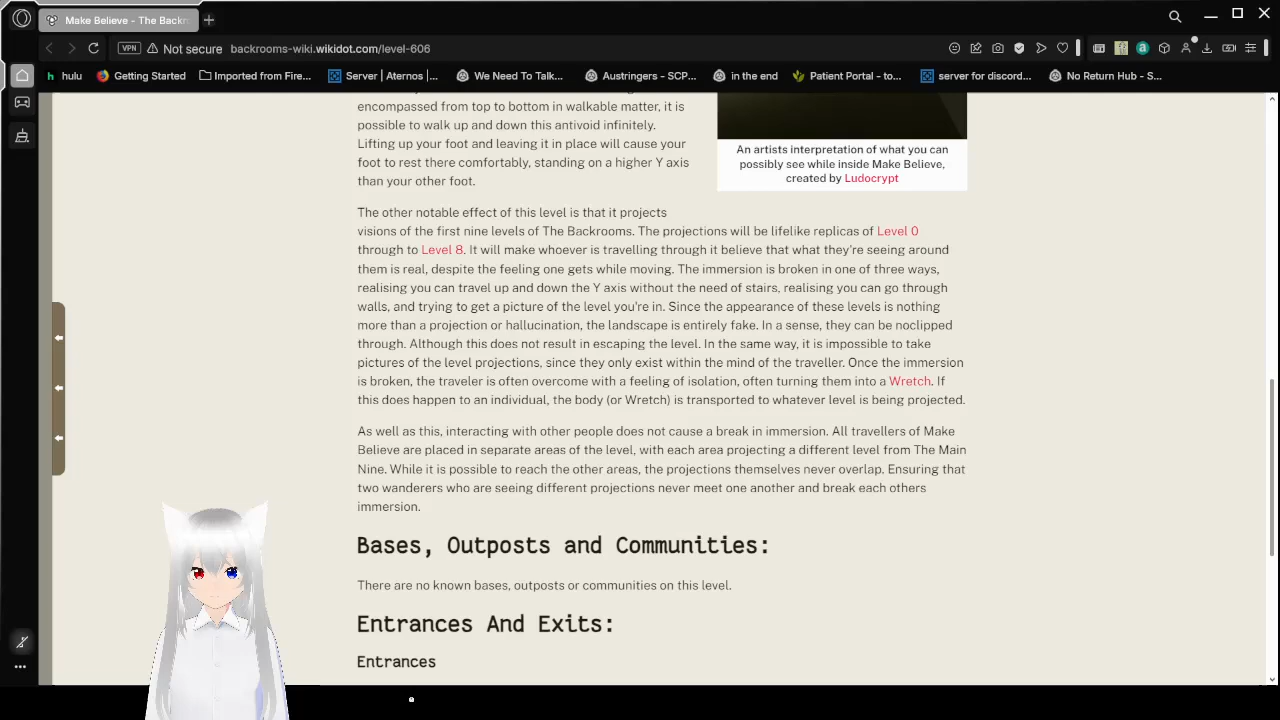 Make Believe - The Backr
VPN
Not secure
backrooms-wiki.wikidot.com/level-606
hulu
Getting Started
Imported from Fire...
Server | Aternos |...
We Need To Talk...
Austringers - SCP...
in the end
Patient Portal - to...
server for discord...
No Return Hub - S...
encompassed from top to bottom in walkable matter, it is
possible to walk up and down this antivoid infinitely.
Lifting up your foot and leaving it in place will cause your
foot to rest there comfortably, standing on a higher Y axis
than your other foot.
An artists interpretation of what you can
possibly see while inside Make Believe,
created by Ludocrypt
The other notable effect of this level is that it projects
visions of the first nine levels of The Backrooms. The projections will be lifelike replicas of Level 0
through to Level 8. It will make whoever is travelling through it believe that what they're seeing around
them is real, despite the feeling one gets while moving. The immersion is broken in one of three ways,
realising you can travel up and down the Y axis without the need of stairs, realising you can go through
walls, and trying to get a picture of the level you're in. Since the appearance of these levels is nothing
more than a projection or hallucination, the landscape is entirely fake. In a sense, they can be noclipped
through. Although this does not result in escaping the level. In the same way, it is impossible to take
pictures of the level projections, since they only exist within the mind of the traveller. Once the immersion
is broken, the traveler is often overcome with a feeling of isolation, often turning them into a Wretch. If
this does happen to an individual, the body (or Wretch) is transported to whatever level is being projected.
As well as this, interacting with other people does not cause a break in immersion. All travellers of Make
Believe are placed in separate areas of the level, with each area projecting a different level from The Main
Nine. While it is possible to reach the other areas, the projections themselves never overlap. Ensuring that
two wanderers who are seeing different projections never meet one another and break each others
immersion.
Bases, Outposts and Communities:
There are no known bases, outposts or communities on this level.
Entrances And Exits:
Entrances